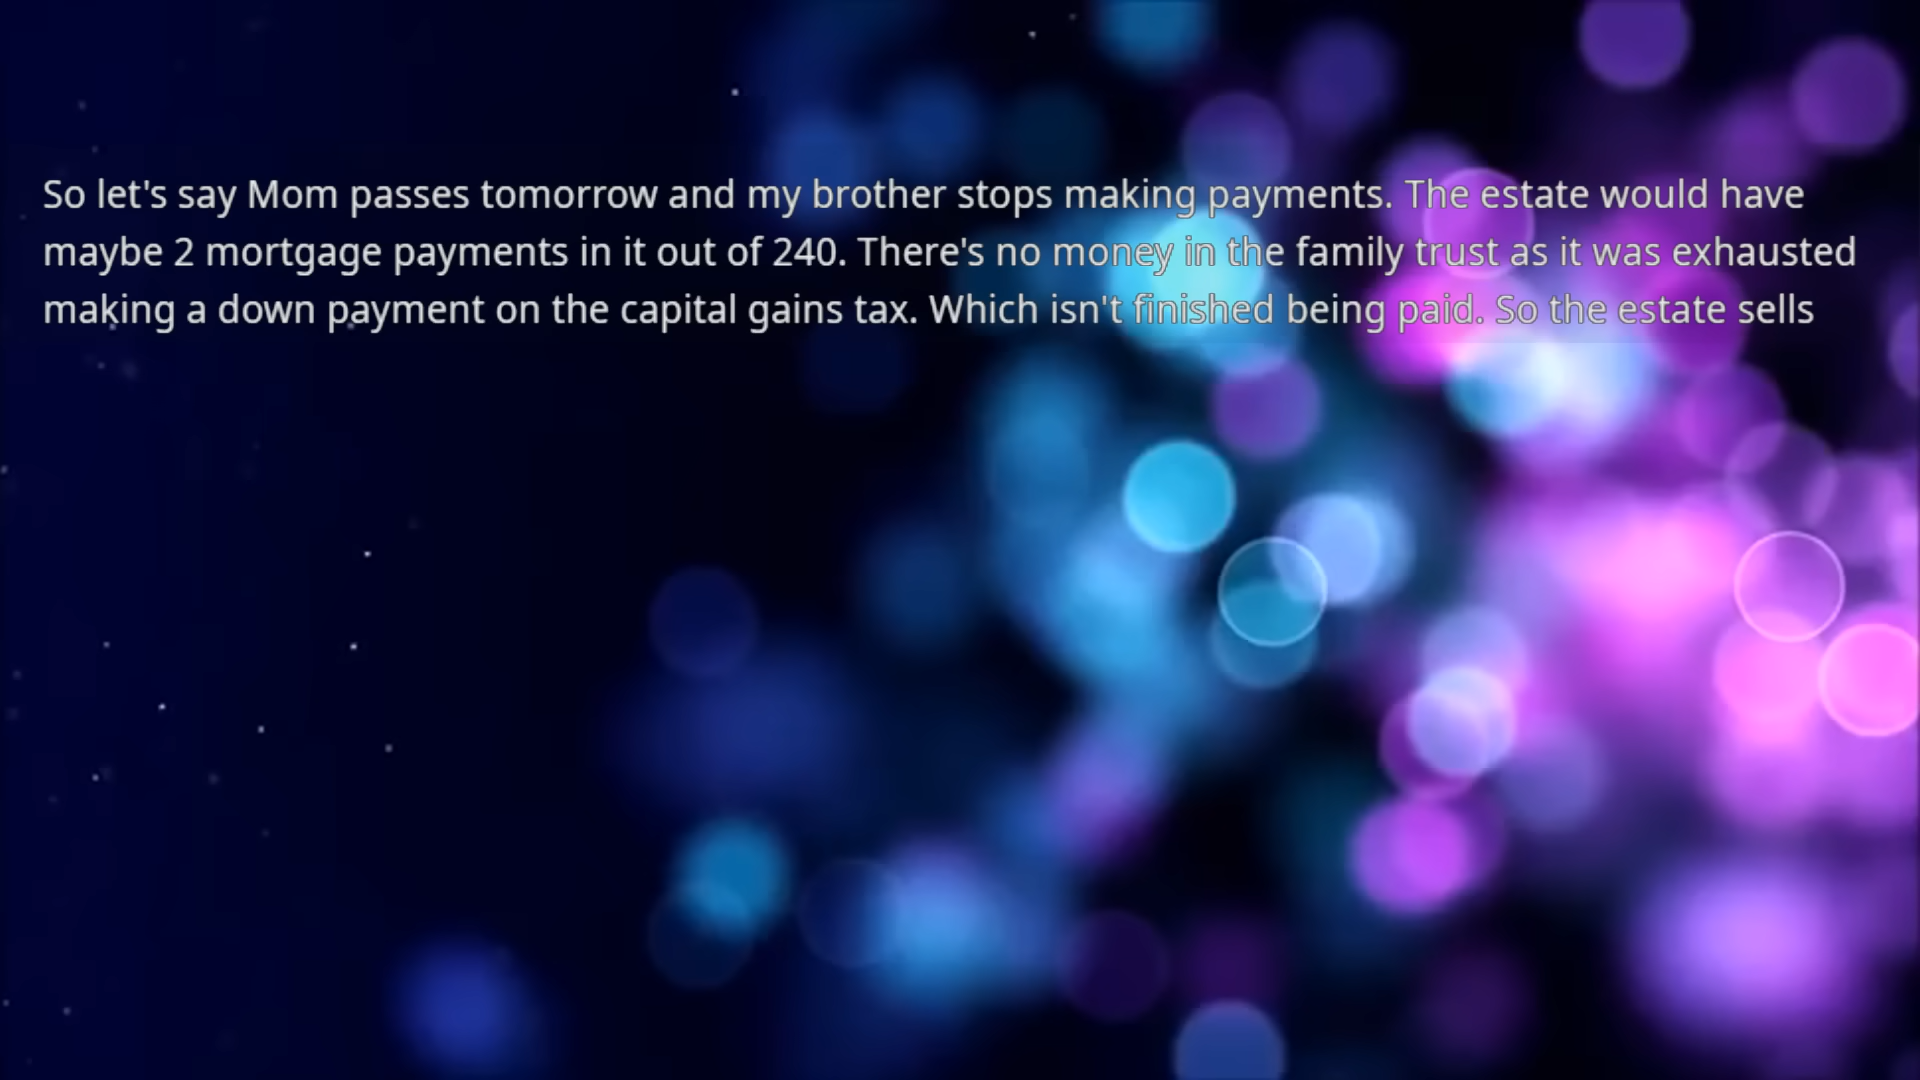 So let's say Mom passes tomorrow and my brother stops making payments. The estate would have
maybe 2 mortgage payments in it out of 240. There's no money in the family trust as it was exhausted
making a down payment on the capital gains tax. Which isn't finished being paid. So the estate sells